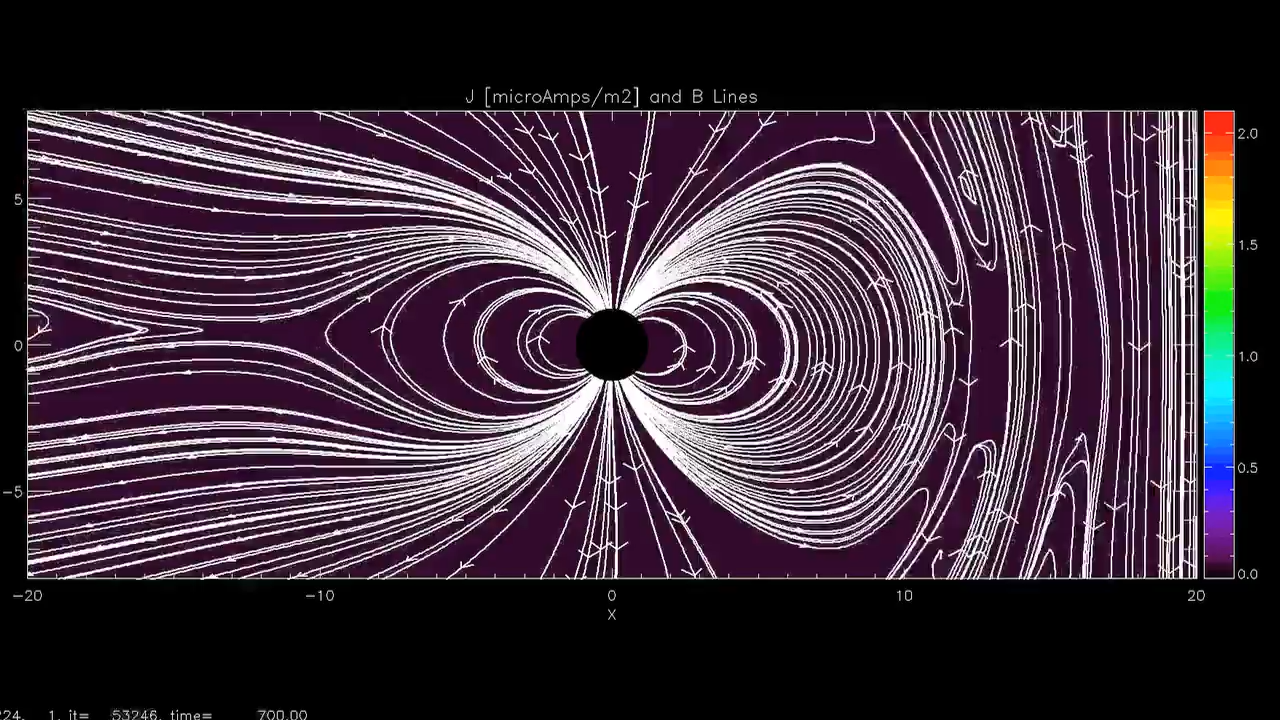 J [microAmps/m2] and B Lines
2.0
5
1.5
0
1.0
0.5
−5
0.0
−20 −10 0 10 20
X
224, 1, it= 53246, time= 700.00